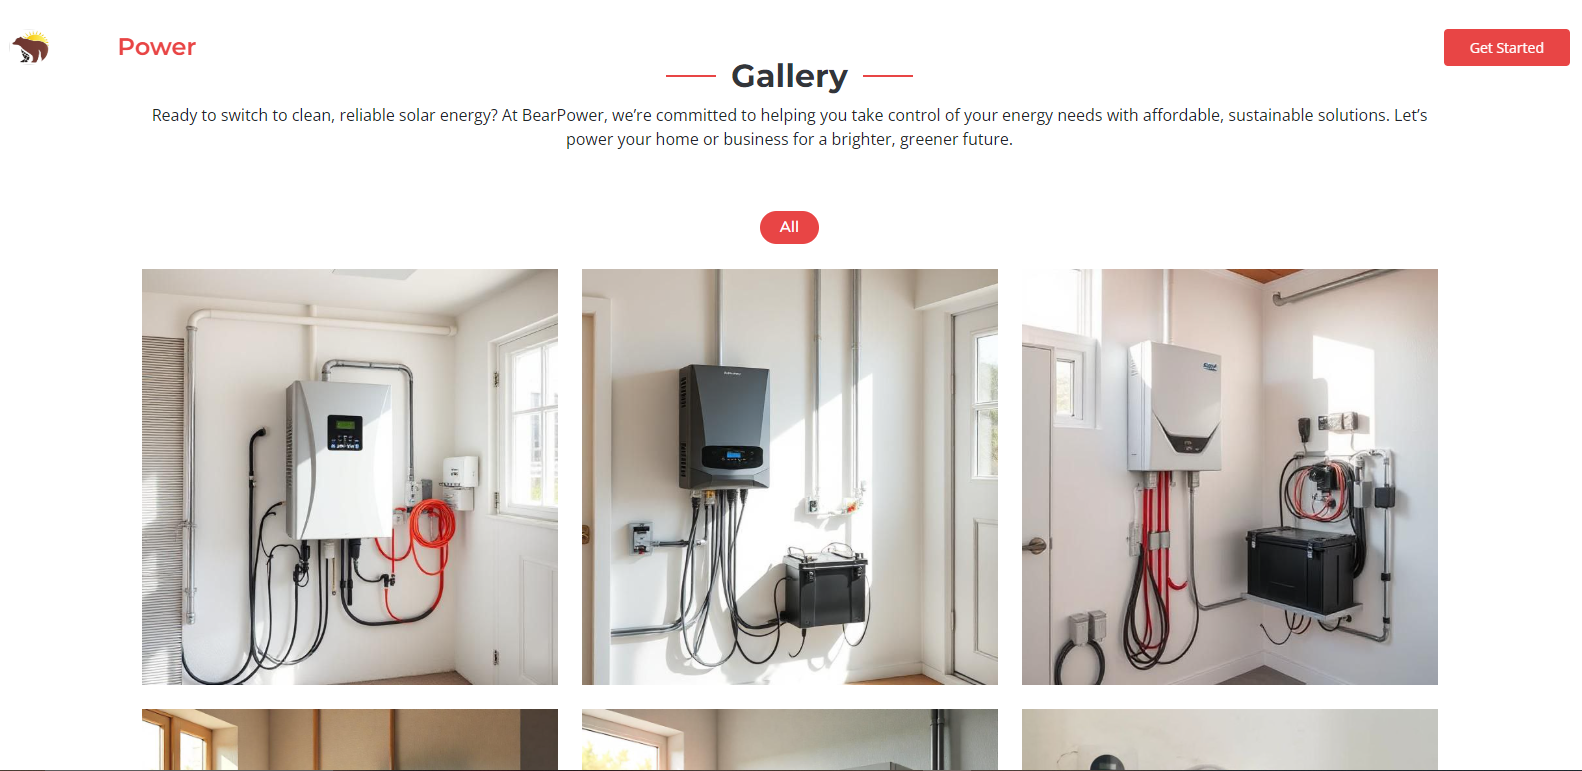 Power
Get Started
Gallery
Ready to switch to clean, reliable solar energy? At BearPower, we’re committed to helping you take control of your energy needs with affordable, sustainable solutions. Let’s
power your home or business for a brighter, greener future.
All